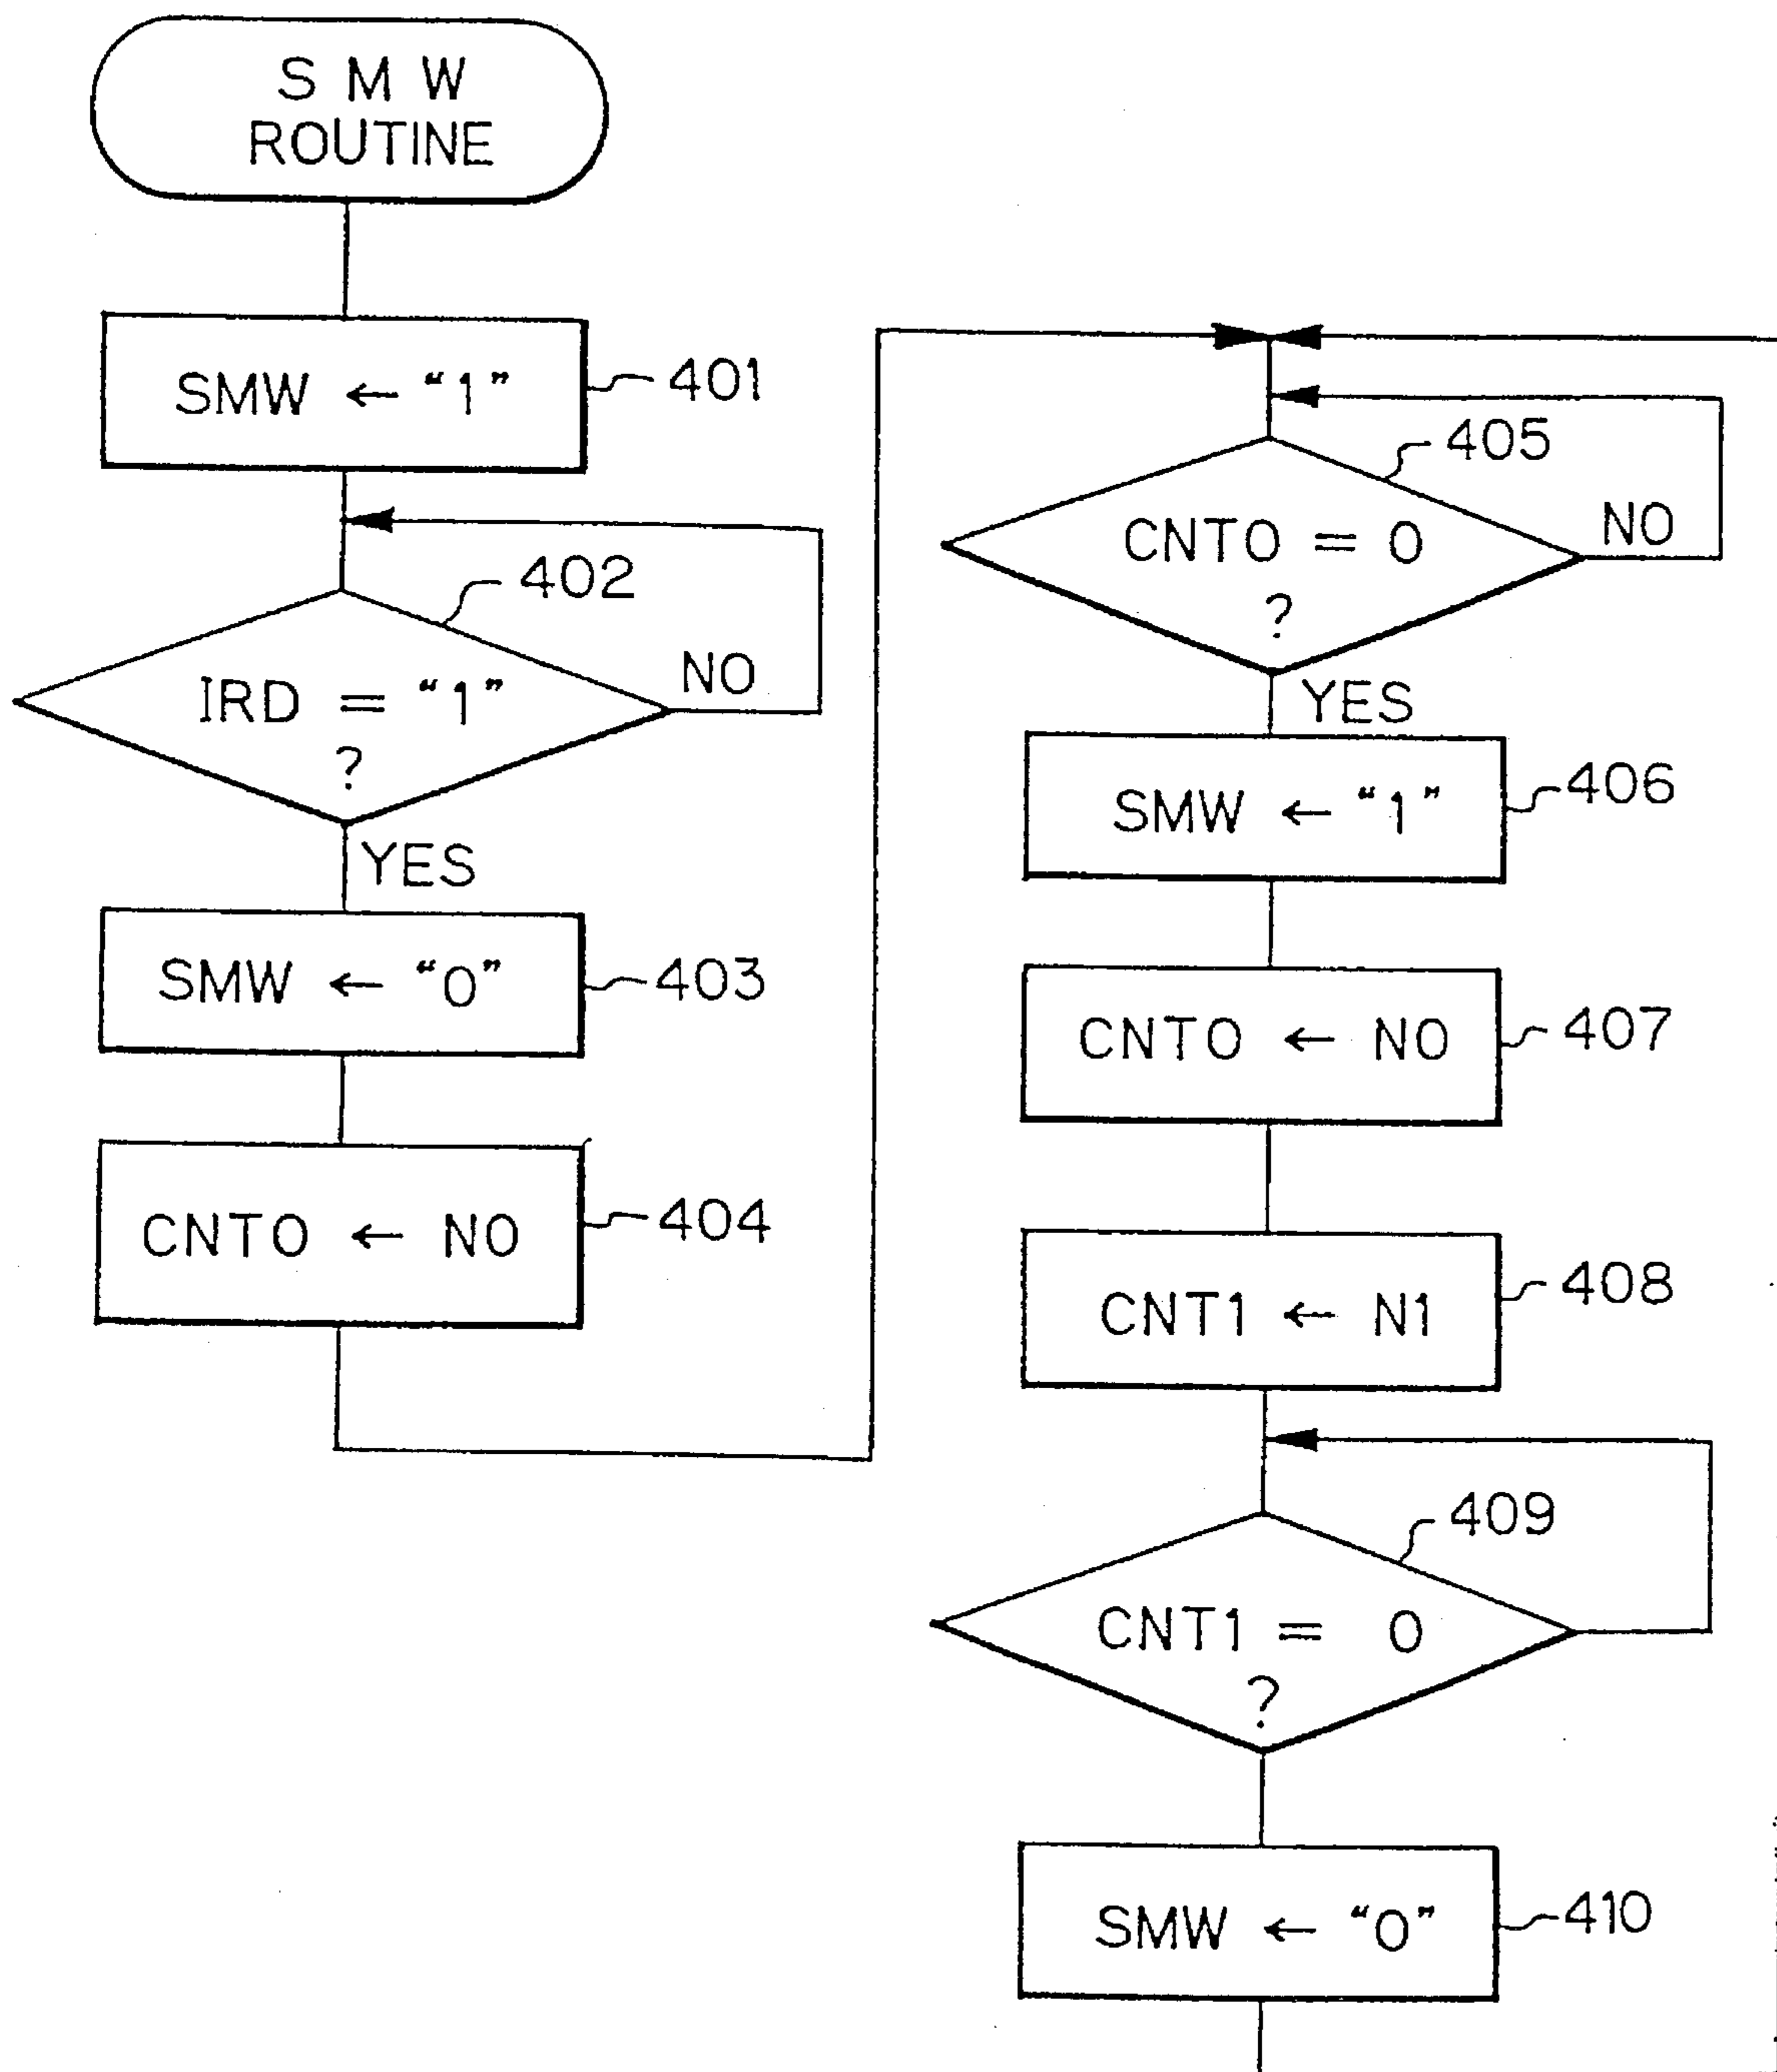 S M W
ROUTINE
SMW ← “1”
401
402
IRD = “1”
?
NO
YES
SMW ← “0”
403
CNT0 ← N0
404
405
CNT0 = 0
?
NO
YES
SMW ← “1”
406
CNT0 ← N0
407
CNT1 ← N1
408
409
CNT1 = 0
?
SMW ← “0”
410